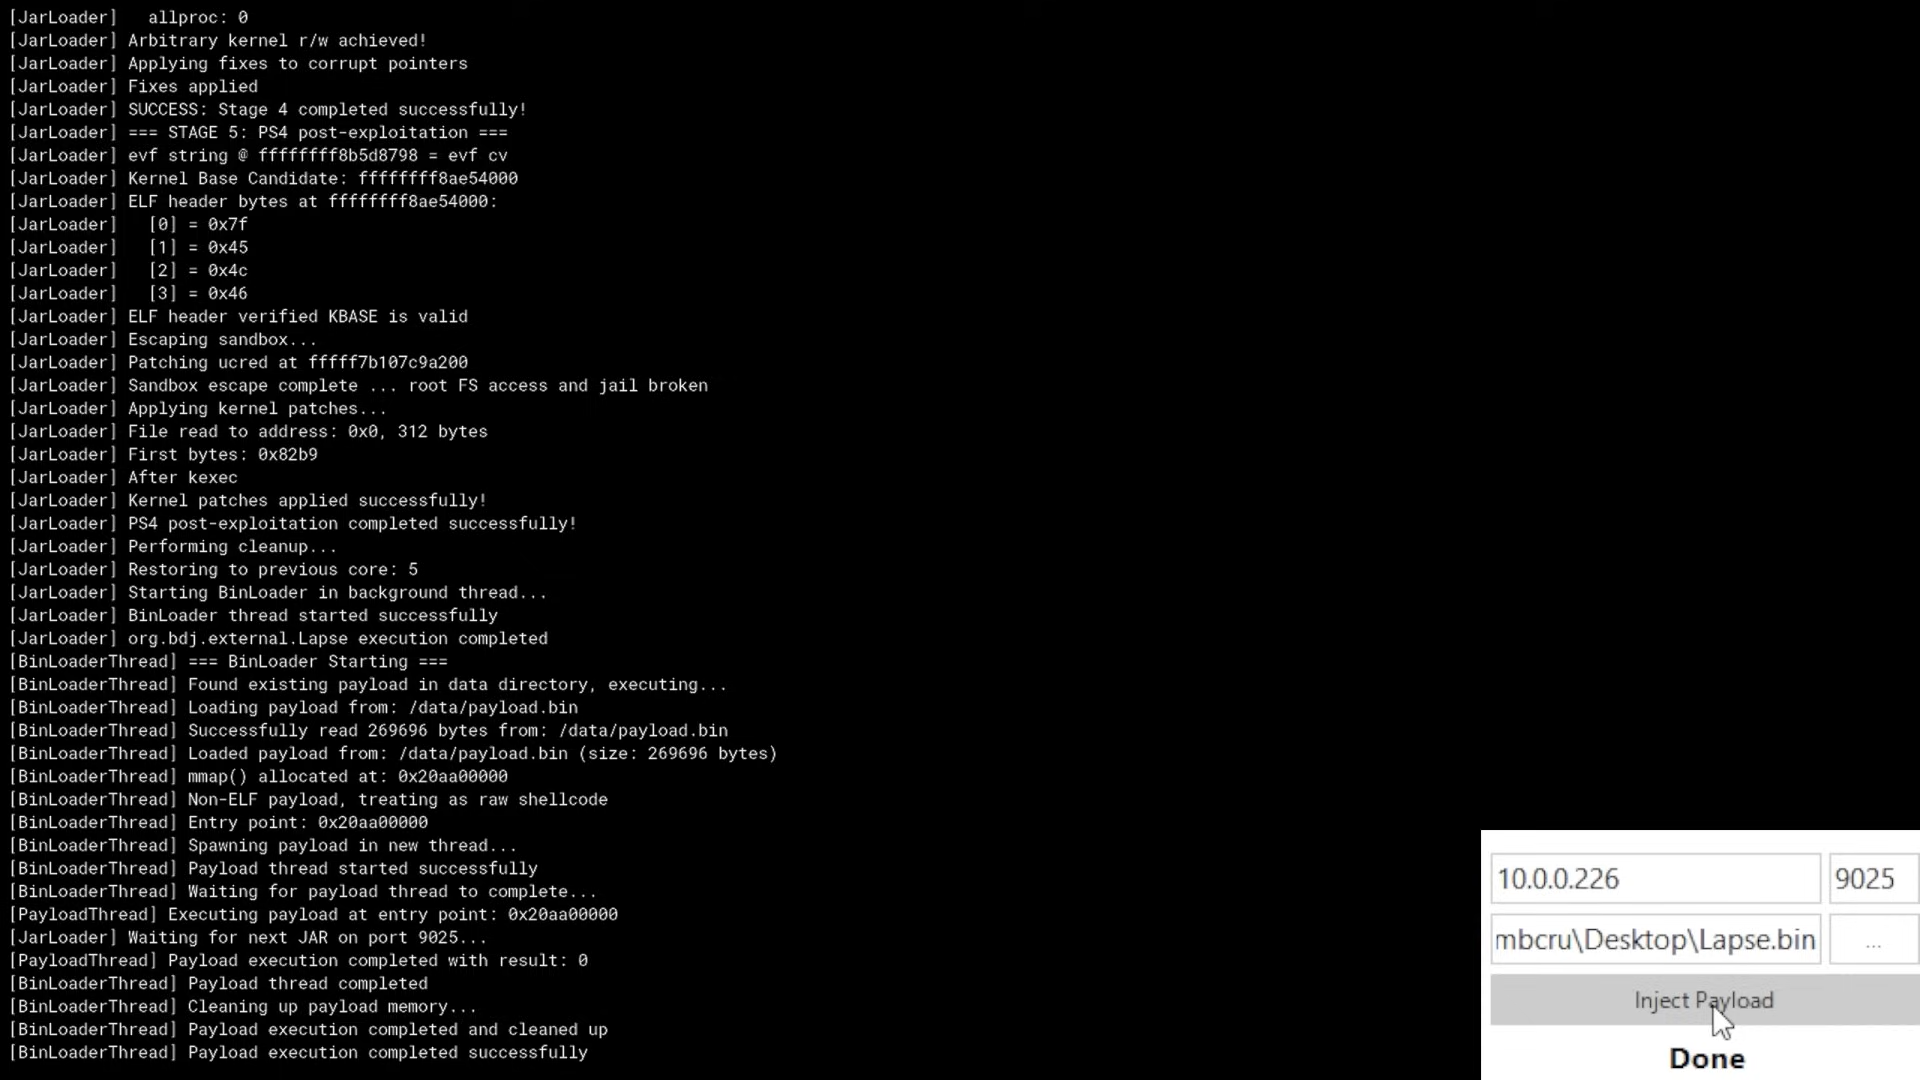 [JarLoader]   allproc: 0
[JarLoader] Arbitrary kernel r/w achieved!
[JarLoader] Applying fixes to corrupt pointers
[JarLoader] Fixes applied
[JarLoader] SUCCESS: Stage 4 completed successfully!
[JarLoader] === STAGE 5: PS4 post-exploitation ===
[JarLoader] evf string @ ffffffff8b5d8798 = evf cv
[JarLoader] Kernel Base Candidate: ffffffff8ae54000
[JarLoader] ELF header bytes at ffffffff8ae54000:
[JarLoader]   [0] = 0x7f
[JarLoader]   [1] = 0x45
[JarLoader]   [2] = 0x4c
[JarLoader]   [3] = 0x46
[JarLoader] ELF header verified KBASE is valid
[JarLoader] Escaping sandbox...
[JarLoader] Patching ucred at fffff7b107c9a200
[JarLoader] Sandbox escape complete ... root FS access and jail broken
[JarLoader] Applying kernel patches...
[JarLoader] File read to address: 0x0, 312 bytes
[JarLoader] First bytes: 0x82b9
[JarLoader] After kexec
[JarLoader] Kernel patches applied successfully!
[JarLoader] PS4 post-exploitation completed successfully!
[JarLoader] Performing cleanup...
[JarLoader] Restoring to previous core: 5
[JarLoader] Starting BinLoader in background thread...
[JarLoader] BinLoader thread started successfully
[JarLoader] org.bdj.external.Lapse execution completed
[BinLoaderThread] === BinLoader Starting ===
[BinLoaderThread] Found existing payload in data directory, executing...
[BinLoaderThread] Loading payload from: /data/payload.bin
[BinLoaderThread] Successfully read 269696 bytes from: /data/payload.bin
[BinLoaderThread] Loaded payload from: /data/payload.bin (size: 269696 bytes)
[BinLoaderThread] mmap() allocated at: 0x20aa00000
[BinLoaderThread] Non-ELF payload, treating as raw shellcode
[BinLoaderThread] Entry point: 0x20aa00000
[BinLoaderThread] Spawning payload in new thread...
[BinLoaderThread] Payload thread started successfully
[BinLoaderThread] Waiting for payload thread to complete...
[PayloadThread] Executing payload at entry point: 0x20aa00000
[JarLoader] Waiting for next JAR on port 9025...
[PayloadThread] Payload execution completed with result: 0
[BinLoaderThread] Payload thread completed
[BinLoaderThread] Cleaning up payload memory...
[BinLoaderThread] Payload execution completed and cleaned up
[BinLoaderThread] Payload execution completed successfully
10.0.0.226 9025
mbcru\Desktop\Lapse.bin ...
Inject Payload
Done